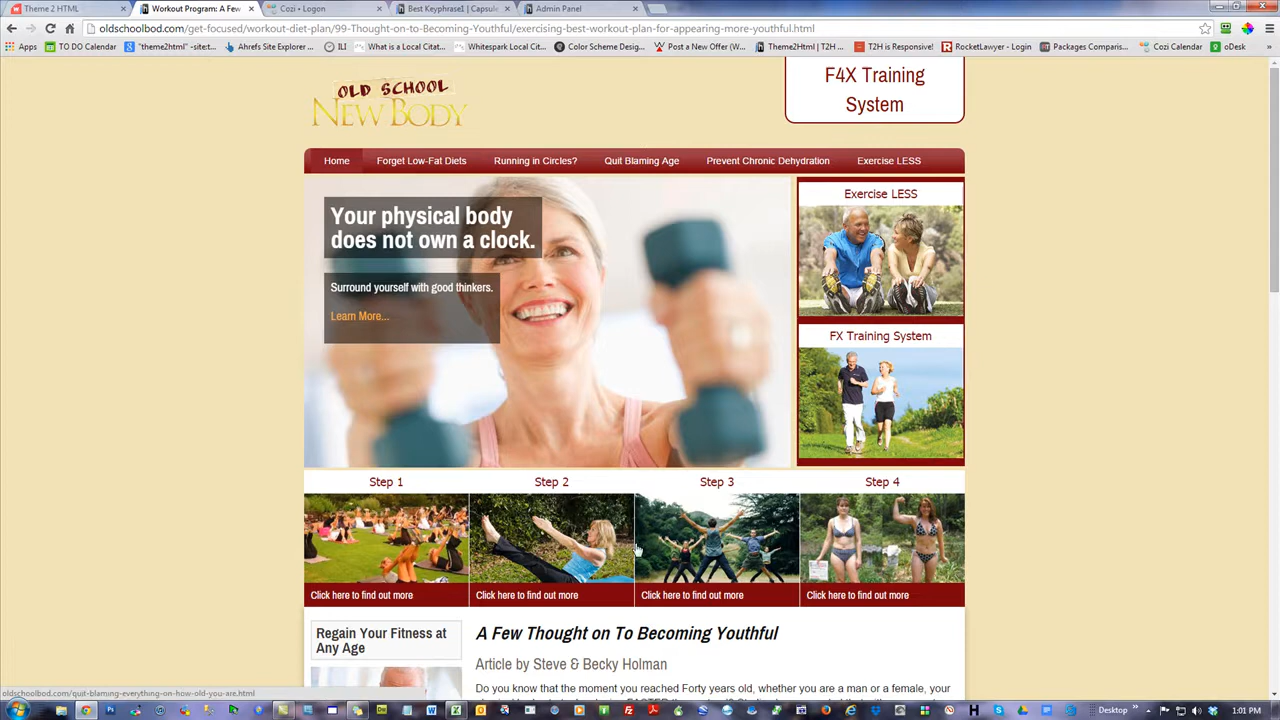 Theme 2 HTML
Workout Program: A Few
Cozi • Logon
Best Keyphrase1 | Capsule
Admin Panel
oldschoolbod.com/get-focused/workout-diet-plan/99-Thought-on-to-Becoming-Youthful/exercising-best-workout-plan-for-appearing-more-youthful.html
Apps
TO DO Calendar
"theme2html" -sitet...
Ahrefs Site Explorer ...
ILI
What is a Local Citat...
Whitespark Local Cit...
Color Scheme Desig...
Post a New Offer (W...
Theme2Html | T2H ...
T2H is Responsive!
RocketLawyer - Login
Packages Comparis...
Cozi Calendar
oDesk
OLD SCHOOL
NEW BODY
F4X Training
System
Home
Forget Low-Fat Diets
Running in Circles?
Quit Blaming Age
Prevent Chronic Dehydration
Exercise LESS
Your physical body
does not own a clock.
Surround yourself with good thinkers.
Learn More...
Exercise LESS
FX Training System
Step 1
Step 2
Step 3
Step 4
Click here to find out more
Click here to find out more
Click here to find out more
Click here to find out more
Regain Your Fitness at
Any Age
A Few Thought on To Becoming Youthful
Article by Steve & Becky Holman
Do you know that the moment you reached Forty years old, whether you are a man or a female, your
oldschoolbod.com/quit-blaming-everything-on-how-old-you-are.html
Desktop
1:01 PM